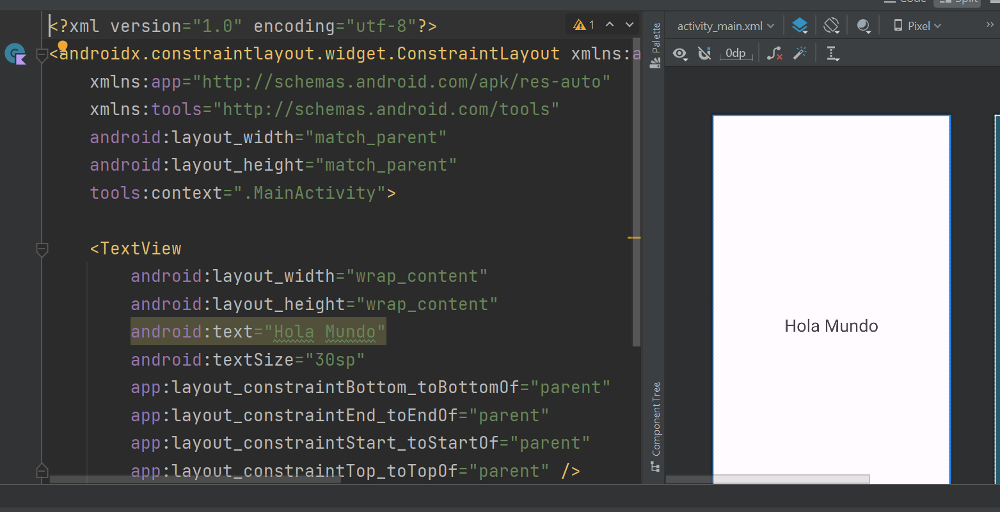 Code Split
<?xml version="1.0" encoding="utf-8"?>
1
<androidx.constraintlayout.widget.ConstraintLayout xmlns:a
xmlns:app="http://schemas.android.com/apk/res-auto"
xmlns:tools="http://schemas.android.com/tools"
android:layout_width="match_parent"
android:layout_height="match_parent"
tools:context=".MainActivity">
<TextView
android:layout_width="wrap_content"
android:layout_height="wrap_content"
android:text="Hola Mundo"
android:textSize="30sp"
app:layout_constraintBottom_toBottomOf="parent"
app:layout_constraintEnd_toEndOf="parent"
app:layout_constraintStart_toStartOf="parent"
app:layout_constraintTop_toTopOf="parent" />
Palette
Component Tree
activity_main.xml
Pixel
0dp
Hola Mundo